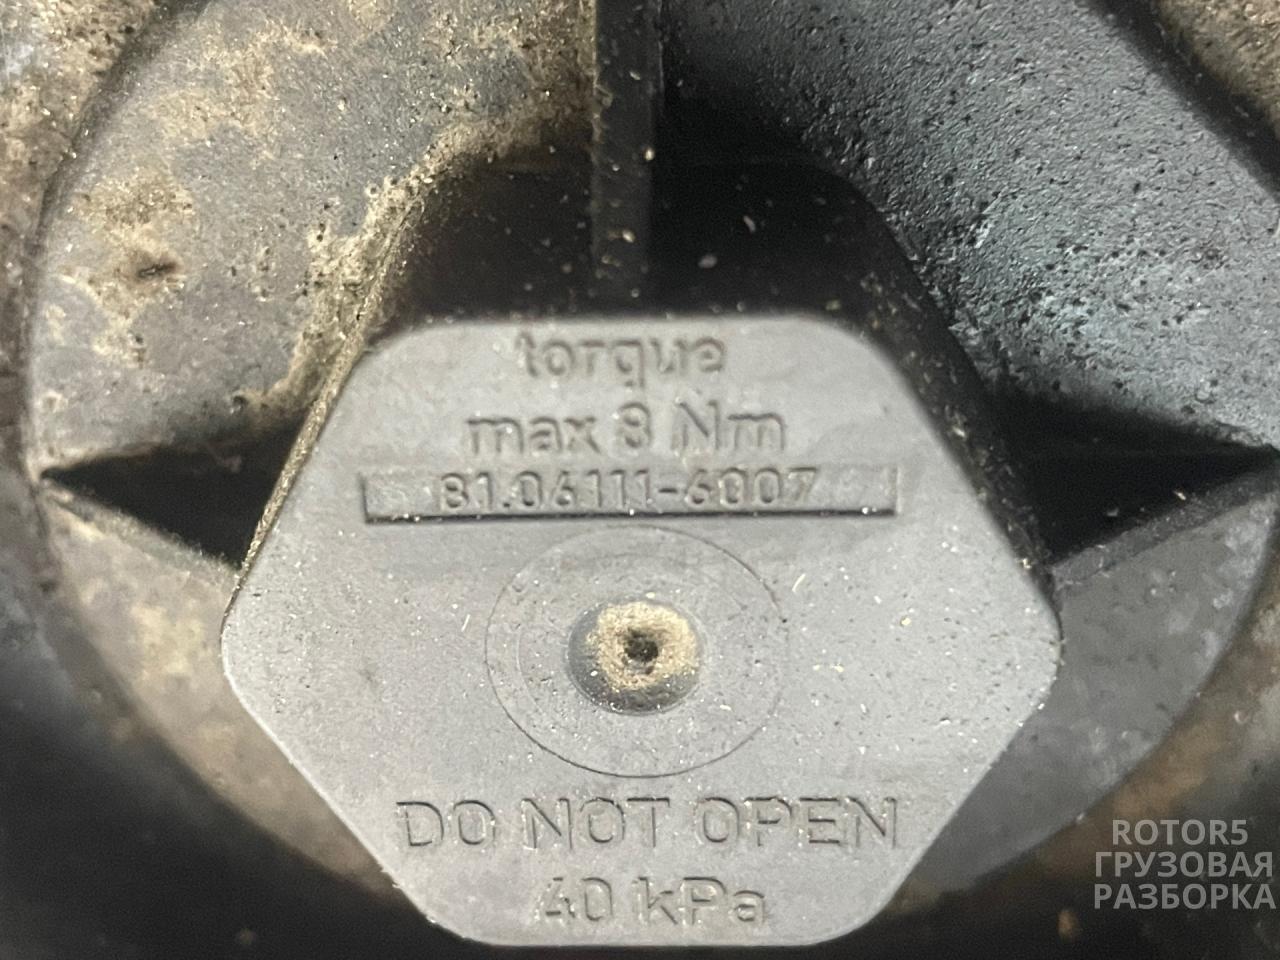 torque
max 8 Nm
81.06111-6007
DO NOT OPEN
40 kPa
ROTOR5
ГРУЗОВАЯ
РАЗБОРКА